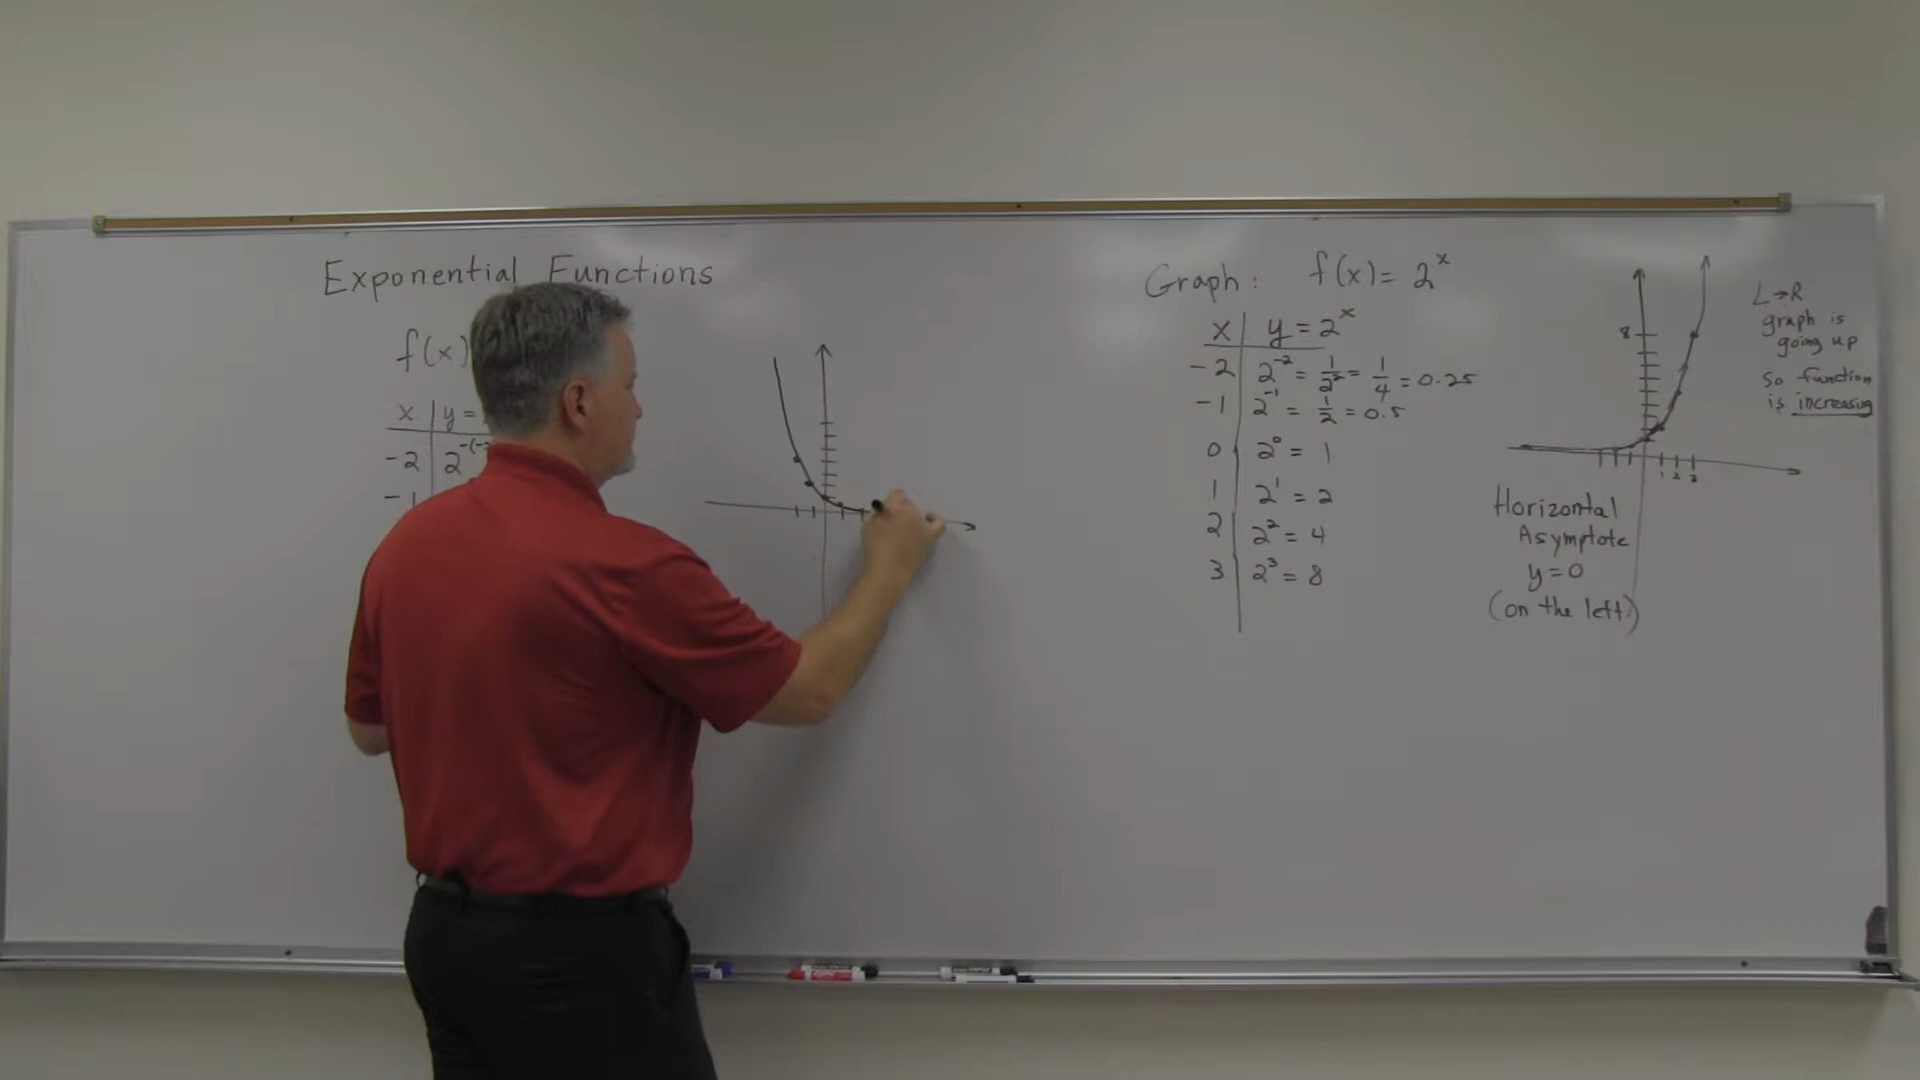 Exponential Functions
f(x)
x y =
-2 2^-(-
-1
Graph: f(x) = 2^x
x y = 2^x
-2 2^-2 = 1/2^2 = 1/4 = 0.25
-1 2^-1 = 1/2 = 0.5
0 2^0 = 1
1 2^1 = 2
2 2^2 = 4
3 2^3 = 8
8
1 2 3
L→R
graph is
going up
So function
is increasing
Horizontal
Asymptote
y = 0
(on the left)